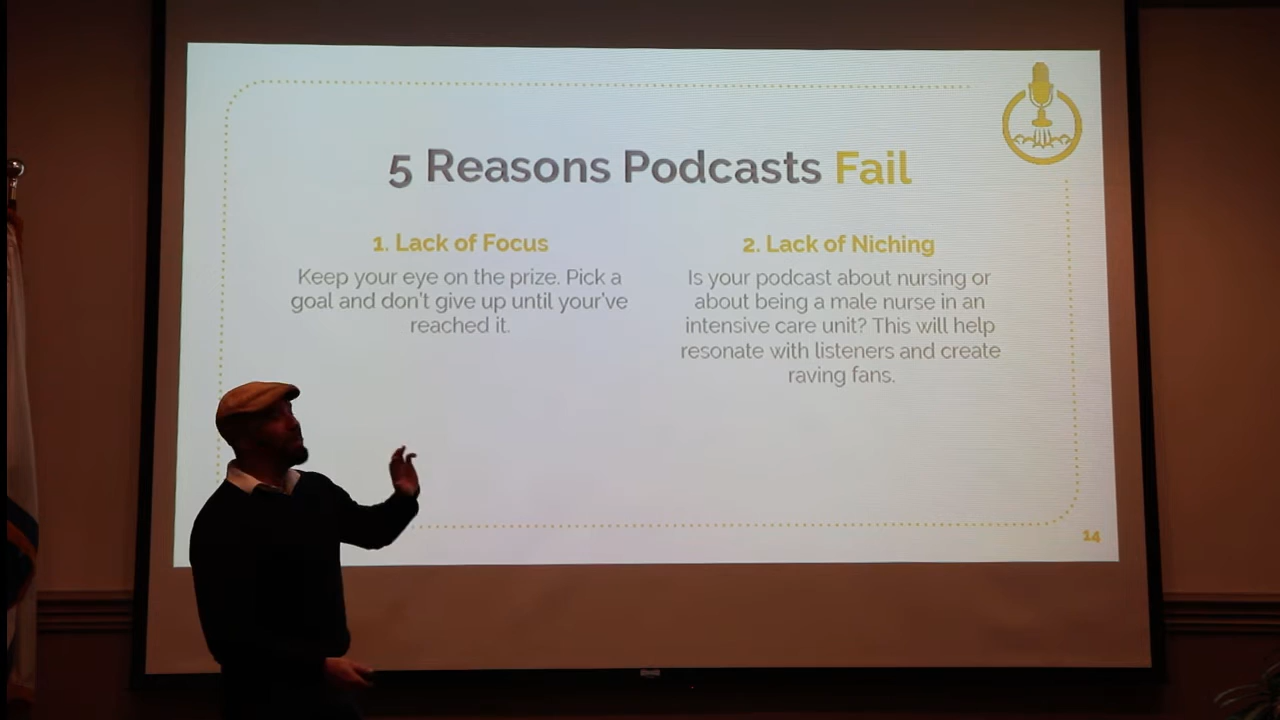 5 Reasons Podcasts Fail
1. Lack of Focus
Keep your eye on the prize. Pick a
goal and don't give up until your've
reached it.
2. Lack of Niching
Is your podcast about nursing or
about being a male nurse in an
intensive care unit? This will help
resonate with listeners and create
raving fans.
14